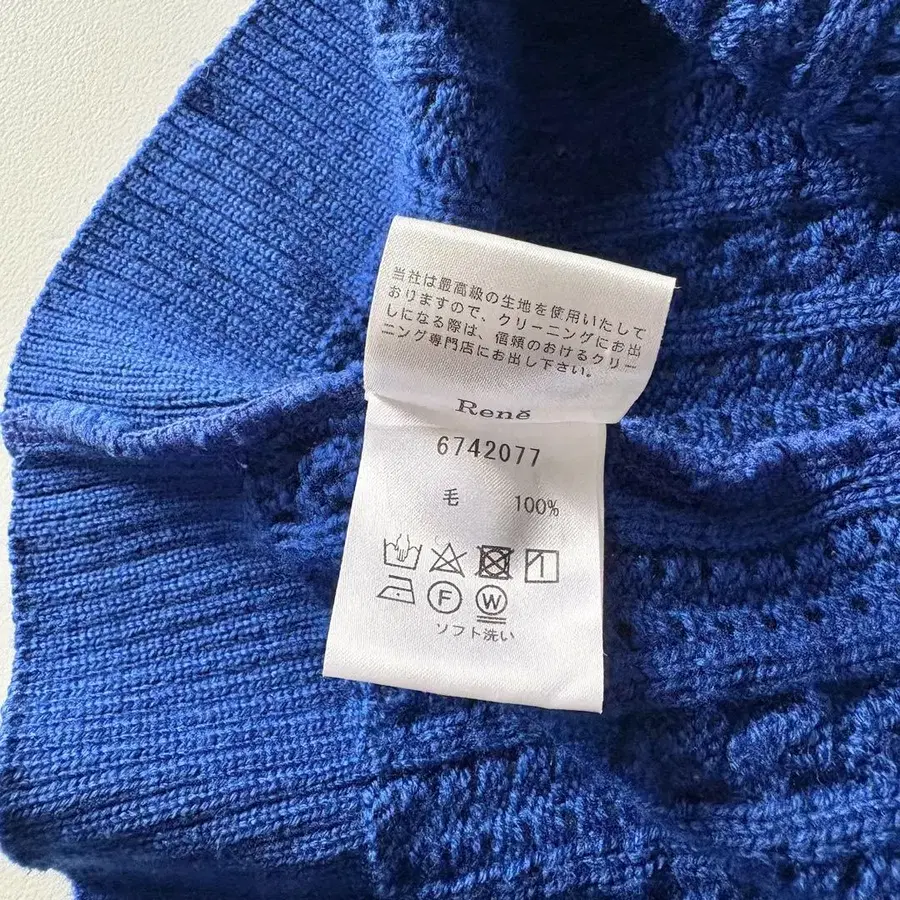 当社は最高級の生地を使用いたして
おりますので、クリーニングにお出
しになる際は、信頼のおけるクリー
ニング専門店にお出し下さい。
René
6742077
毛 100%
F W
ソフト洗い